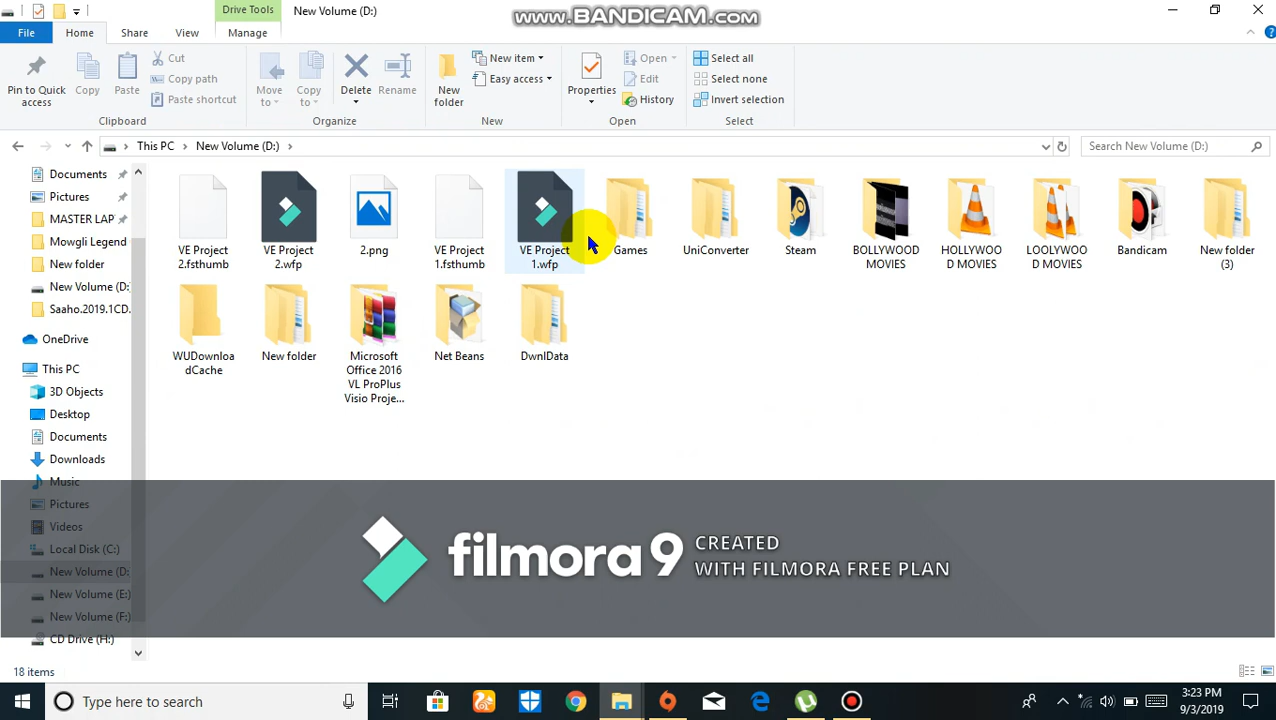 Drive Tools
New Volume (D:)
www.BANDICAM.com
File
Home
Share
View
Manage
Pin to Quick
access
Copy
Paste
Cut
Copy path
Paste shortcut
Clipboard
Move
to
Copy
to
Delete
Rename
Organize
New
folder
New item
Easy access
New
Properties
Open
Edit
History
Open
Select all
Select none
Invert selection
Select
This PC
New Volume (D:)
Search New Volume (D:)
Documents
Pictures
MASTER LAP
Mowgli Legend
New folder
New Volume (D:
Saaho.2019.1CD.
OneDrive
This PC
3D Objects
Desktop
Documents
Downloads
Music
Pictures
Videos
Local Disk (C:)
New Volume (D:
New Volume (E:)
New Volume (F:)
CD Drive (H:)
VE Project
2.fsthumb
VE Project
2.wfp
2.png
VE Project
1.fsthumb
VE Project
1.wfp
Games
UniConverter
Steam
BOLLYWOOD
MOVIES
HOLLYWOO
D MOVIES
LOOLYWOO
D MOVIES
Bandicam
New folder
(3)
WUDownloa
dCache
New folder
Microsoft
Office 2016
VL ProPlus
Visio Proje...
Net Beans
DwnlData
filmora 9
CREATED
WITH FILMORA FREE PLAN
18 items
Type here to search
3:23 PM
9/3/2019